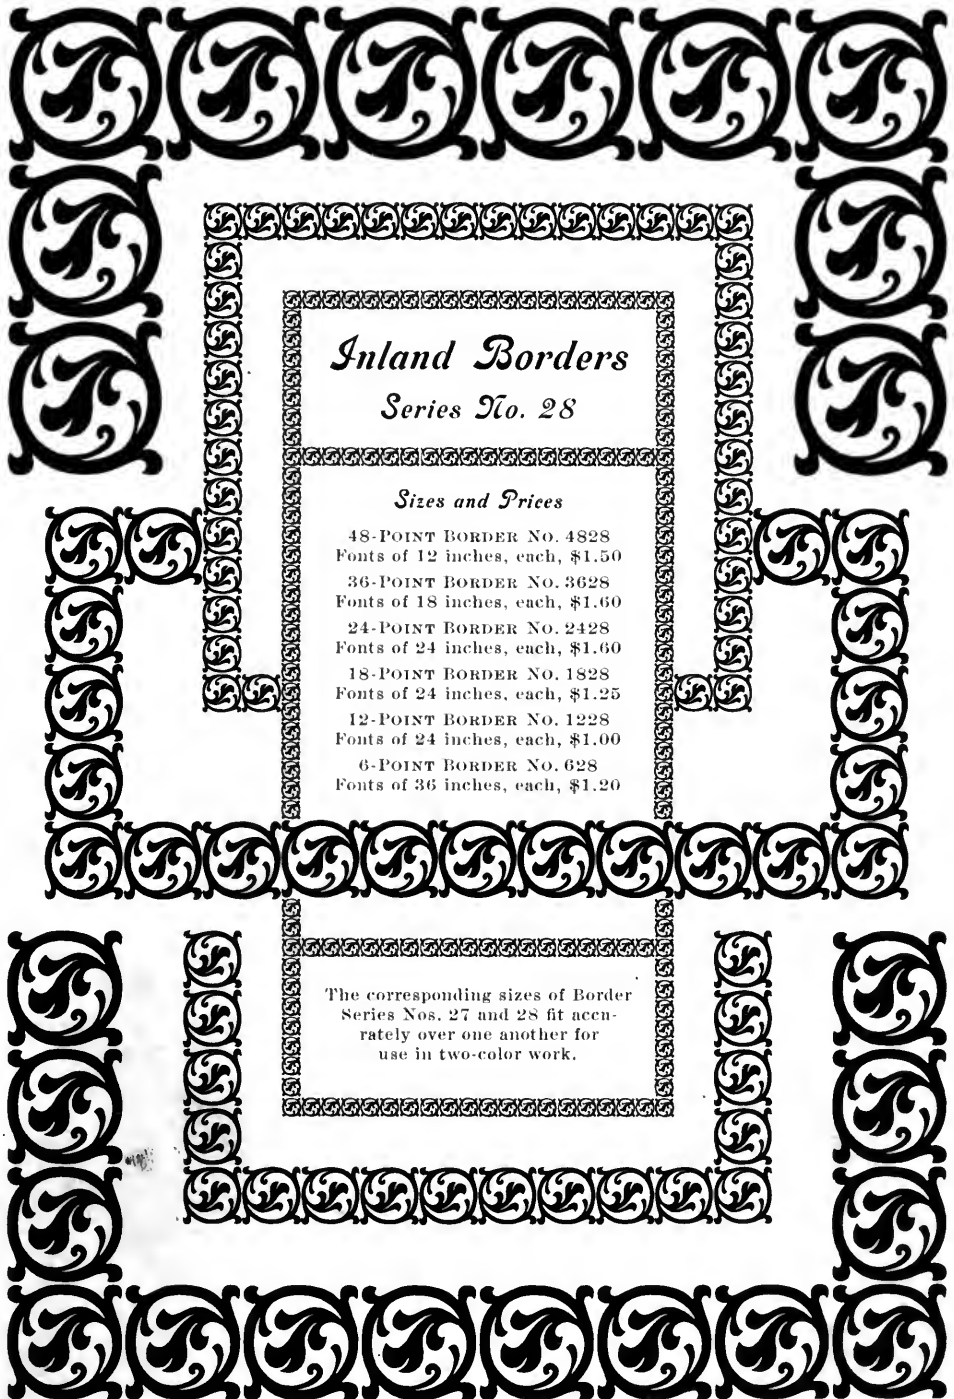 Inland Borders
Series No. 28
Sizes and Prices
48-POINT BORDER NO. 4828
Fonts of 12 inches, each, $1.50
36-POINT BORDER NO. 3628
Fonts of 18 inches, each, $1.60
24-POINT BORDER NO. 2428
Fonts of 24 inches, each, $1.60
18-POINT BORDER NO. 1828
Fonts of 24 inches, each, $1.25
12-POINT BORDER NO. 1228
Fonts of 24 inches, each, $1.00
6-POINT BORDER NO. 628
Fonts of 36 inches, each, $1.20
The corresponding sizes of Border
Series Nos. 27 and 28 fit accu-
rately over one another for
use in two-color work.